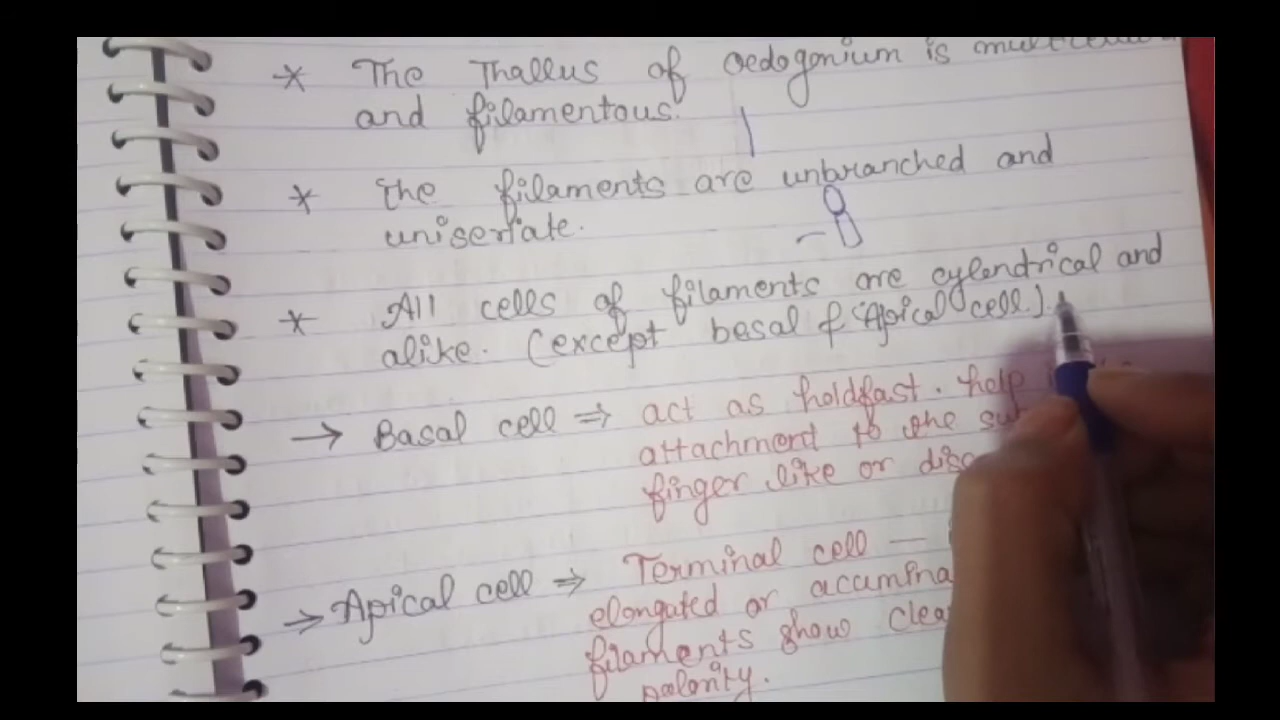 * The Thallus of oedogonium is
and filamentous.
* The filaments are unbranched and
uniseriate.
* All cells of filaments are cylendrical and
alike. (except besal & Apical cell).
→ Basal cell ⇒ act as holdfast. help
attachment to the
finger like or
→ Apical cell ⇒ Terminal cell —
elongated or
filaments show
polarity.